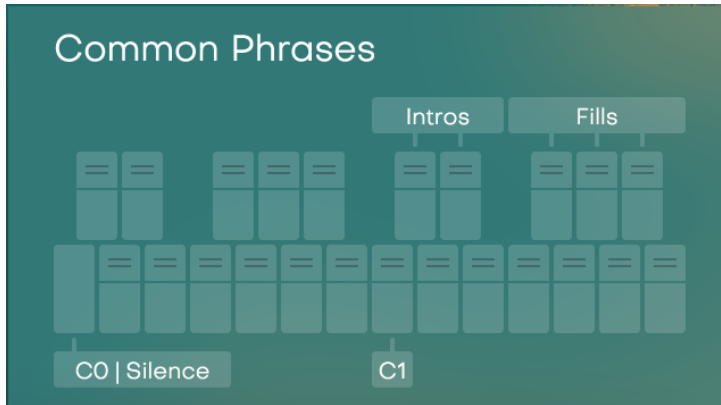 Common Phrases
Intros
Fills
C0 | Silence
C1